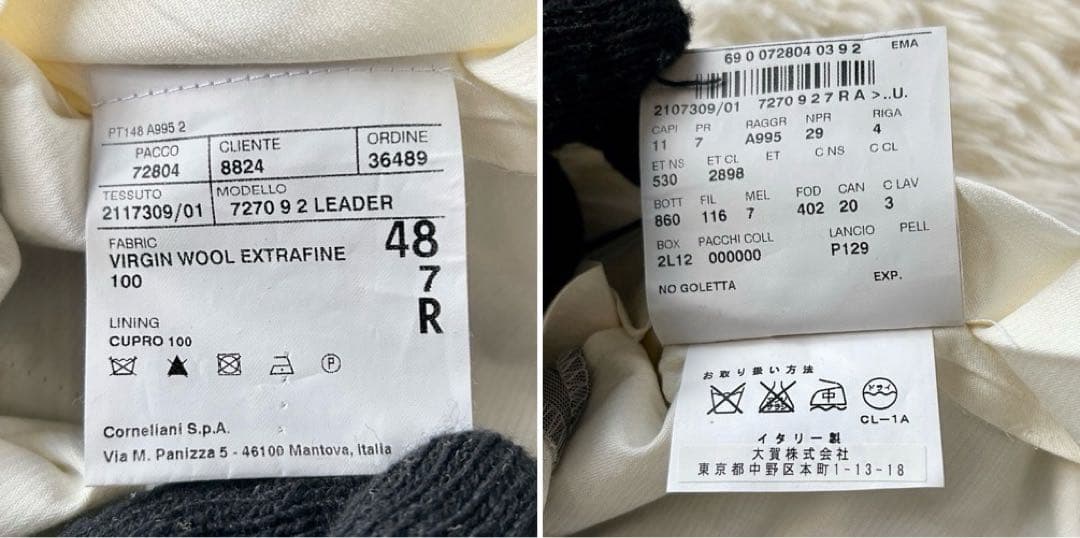 PT148 A995 2
PACCO CLIENTE ORDINE
72804 8824 36489
TESSUTO MODELLO
2117309/01 7270 9 2 LEADER
FABRIC
VIRGIN WOOL EXTRAFINE
100
48
7
R
LINING
CUPRO 100
P
Corneliani S.p.A.
Via M. Panizza 5 - 46100 Mantova, Italia
69 0 072804 0 3 9 2 EMA
2107309/01 7270 9 2 7 R A >..U.
CAPI PR RAGGR NPR RIGA
11 7 A995 29 4
ET NS ET CL ET C NS C CL
530 2898
BOTT FIL MEL FOD CAN C LAV
860 116 7 402 20 3
BOX PACCHI COLL LANCIO PELL
2L12 000000 P129
NO GOLETTA EXP.
お取り扱い方法
中 ドライ
CL-1A
イタリー製
大賀株式会社
東京都中野区本町1-13-18